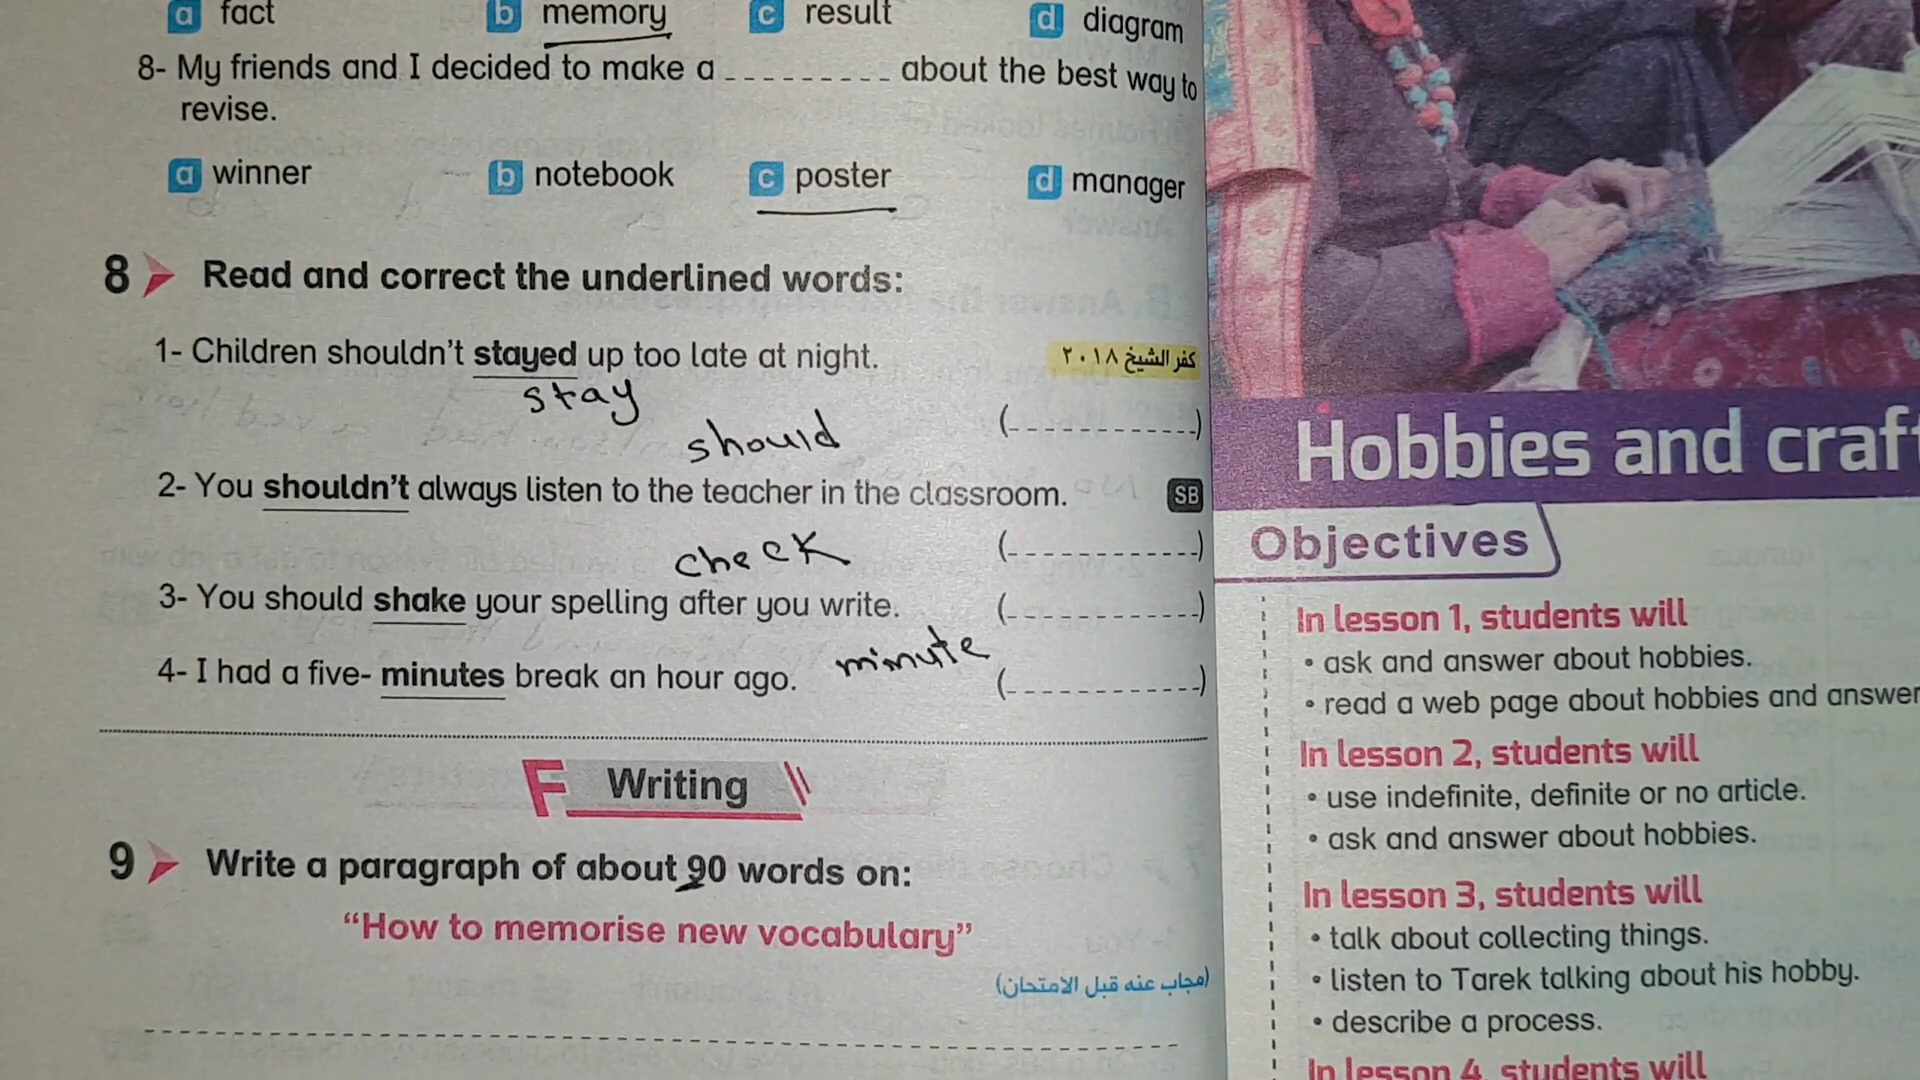 a fact b memory c result d diagram
8- My friends and I decided to make a _________ about the best way to
revise.
a winner b notebook c poster d manager
8 Read and correct the underlined words:
1- Children shouldn't stayed up too late at night. كفر الشيخ ٢٠١٨
stay
(___________)
should
2- You shouldn't always listen to the teacher in the classroom. SB
(___________)
check
3- You should shake your spelling after you write. (___________)
minute
4- I had a five- minutes break an hour ago. (___________)
F Writing
9 Write a paragraph of about 90 words on:
"How to memorise new vocabulary"
(مجاب عنه قبل الامتحان)
Hobbies and craf
Objectives
In lesson 1, students will
• ask and answer about hobbies.
• read a web page about hobbies and answer
In lesson 2, students will
• use indefinite, definite or no article.
• ask and answer about hobbies.
In lesson 3, students will
• talk about collecting things.
• listen to Tarek talking about his hobby.
• describe a process.
In lesson 4, students will